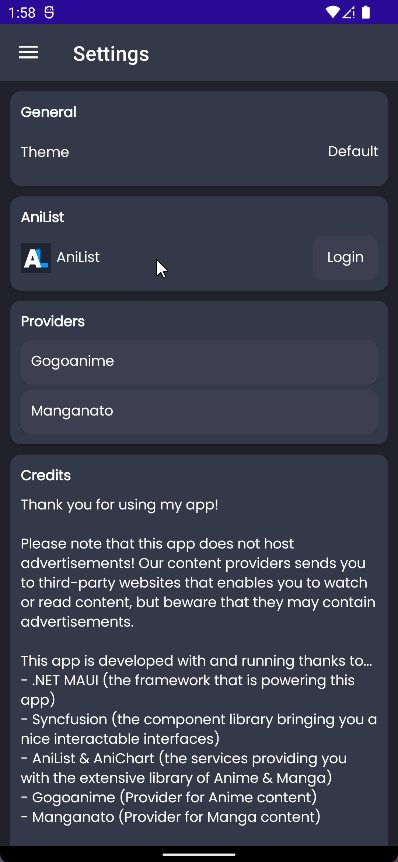 1:58
Settings
General
Theme Default
AniList
AL AniList Login
Providers
Gogoanime
Manganato
Credits
Thank you for using my app!
Please note that this app does not host
advertisements! Our content providers sends you
to third-party websites that enables you to watch
or read content, but beware that they may contain
advertisements.
This app is developed with and running thanks to...
- .NET MAUI (the framework that is powering this
app)
- Syncfusion (the component library bringing you a
nice interactable interfaces)
- AniList & AniChart (the services providing you
with the extensive library of Anime & Manga)
- Gogoanime (Provider for Anime content)
- Manganato (Provider for Manga content)